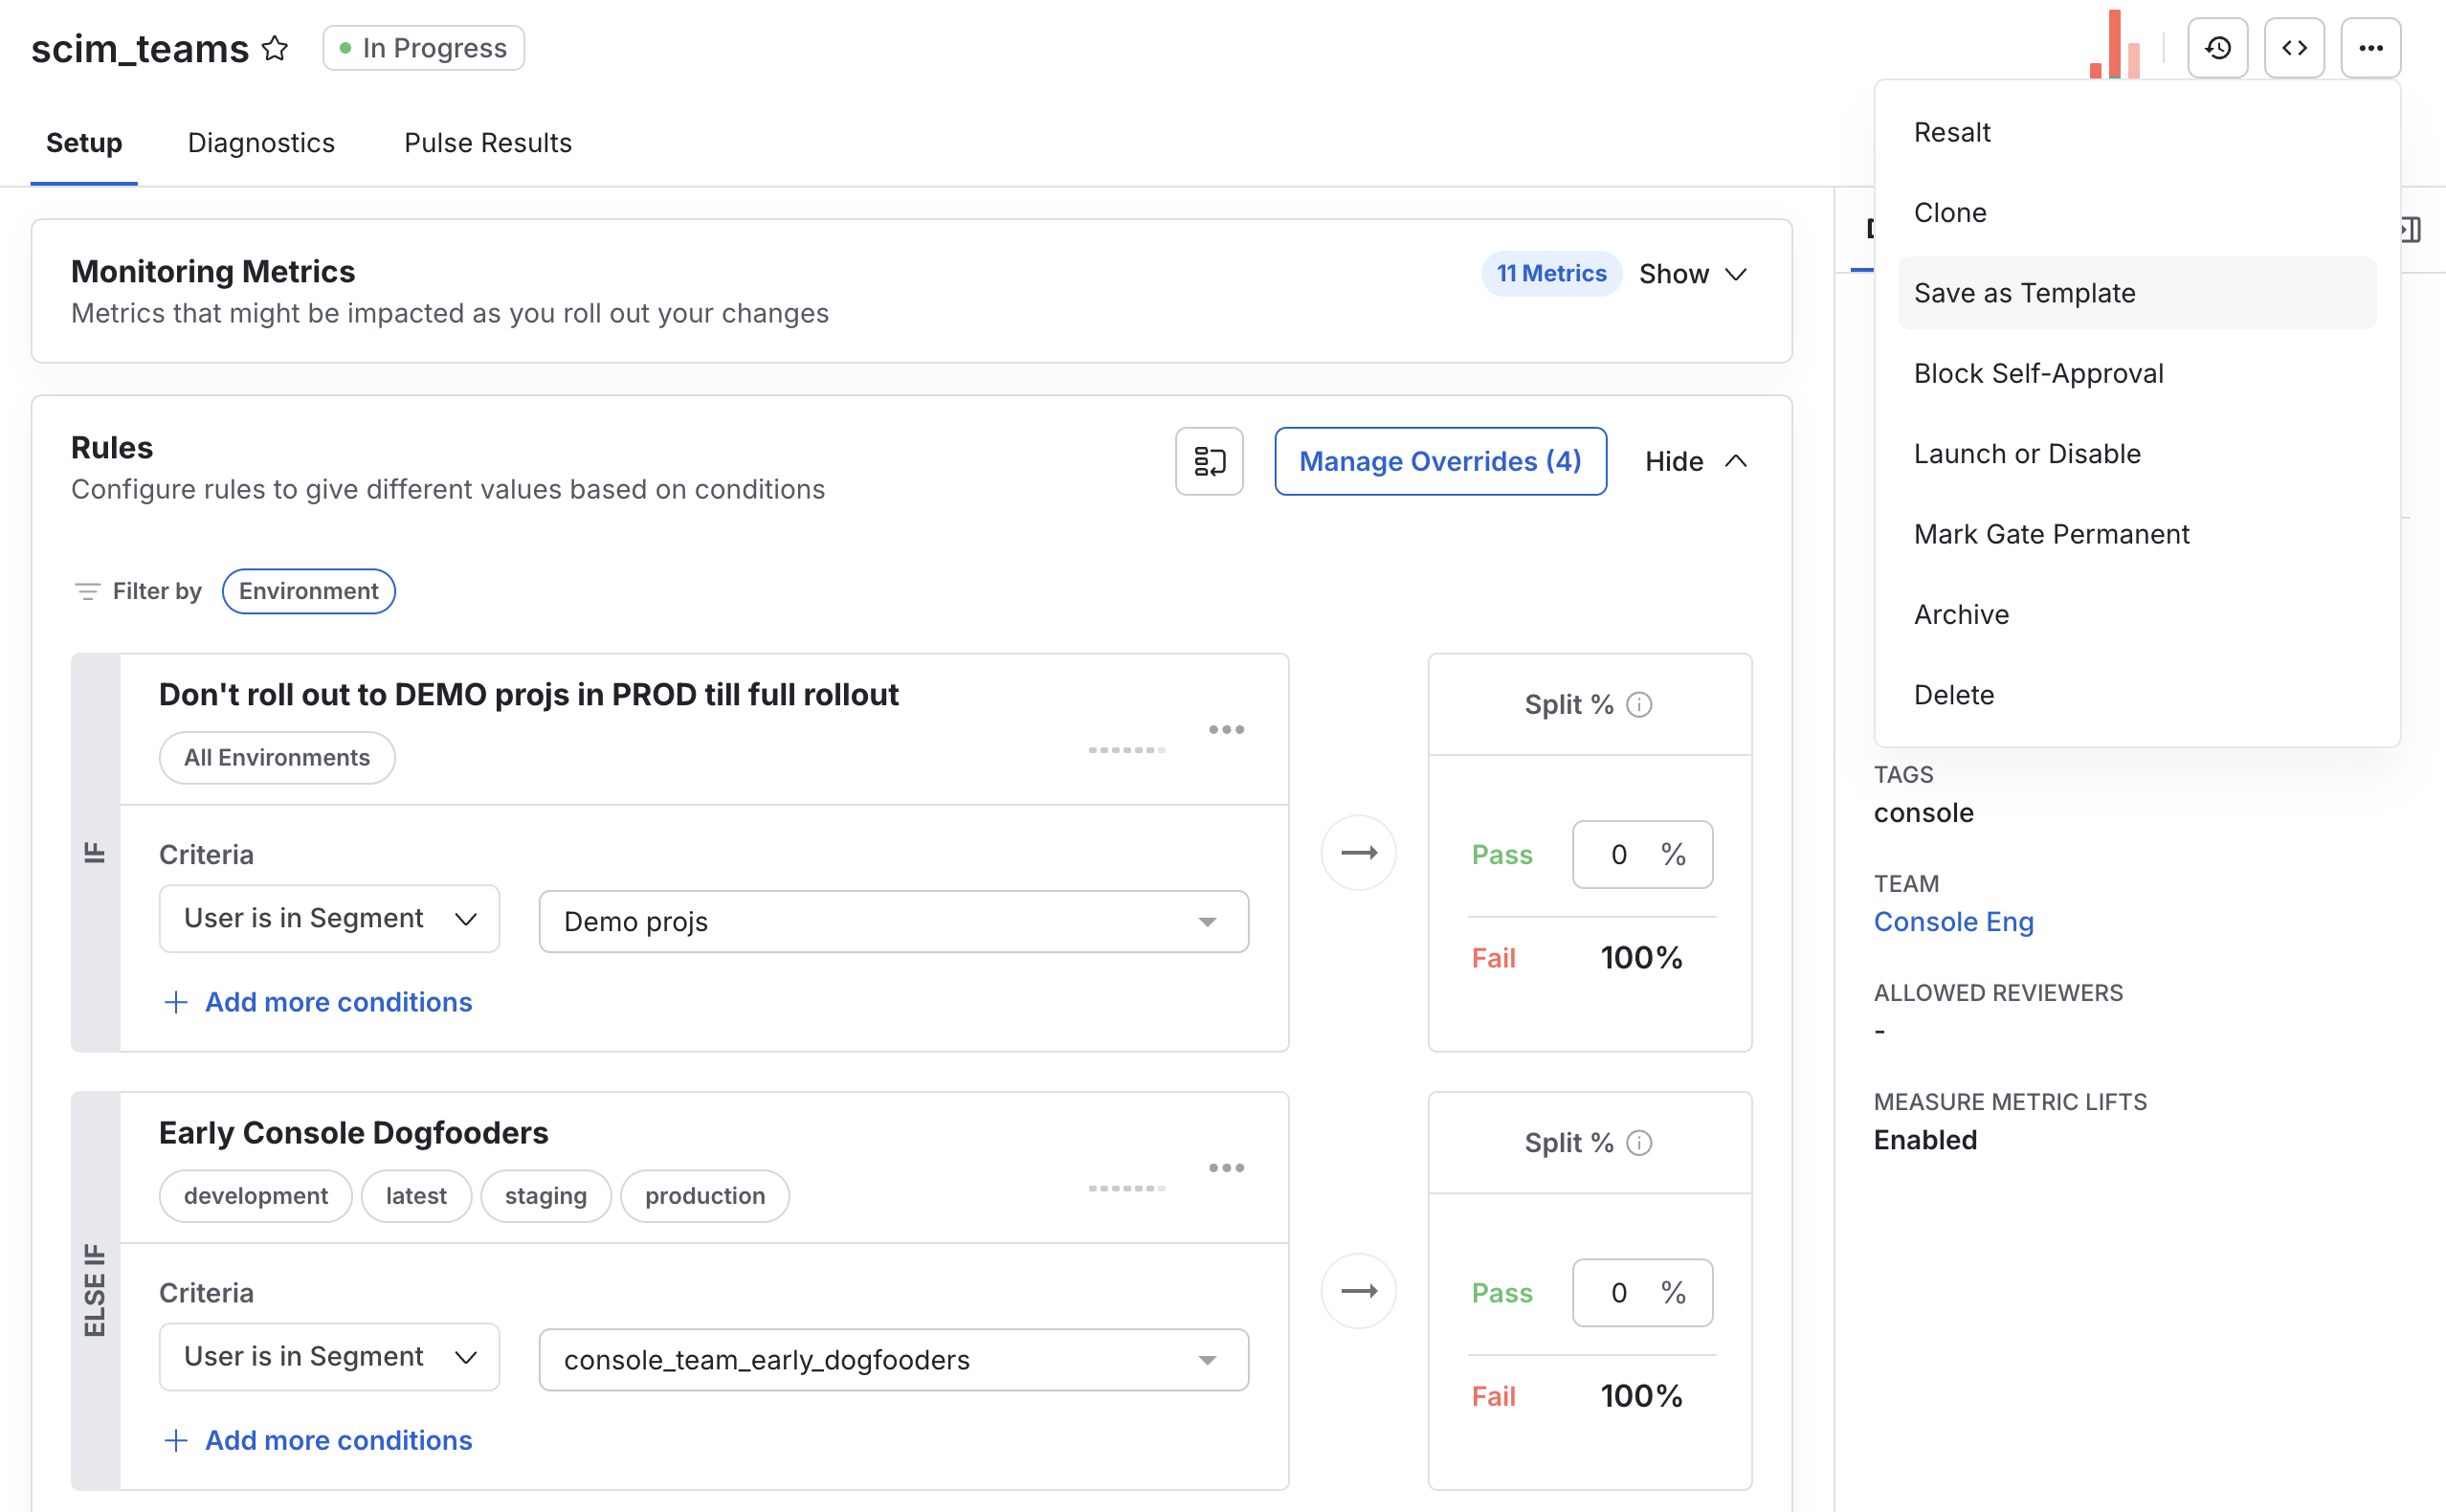 scim_teams
In Progress
Setup
Diagnostics
Pulse Results
Resalt
Clone
Save as Template
Block Self-Approval
Launch or Disable
Mark Gate Permanent
Archive
Delete
Monitoring Metrics
Metrics that might be impacted as you roll out your changes
11 Metrics
Show
Rules
Configure rules to give different values based on conditions
Manage Overrides (4)
Hide
Filter by
Environment
IF
Don't roll out to DEMO projs in PROD till full rollout
All Environments
Criteria
User is in Segment
Demo projs
Add more conditions
Split %
Pass
0 %
Fail
100%
ELSE IF
Early Console Dogfooders
development
latest
staging
production
Criteria
User is in Segment
console_team_early_dogfooders
Add more conditions
Split %
Pass
0 %
Fail
100%
TAGS
console
TEAM
Console Eng
ALLOWED REVIEWERS
-
MEASURE METRIC LIFTS
Enabled